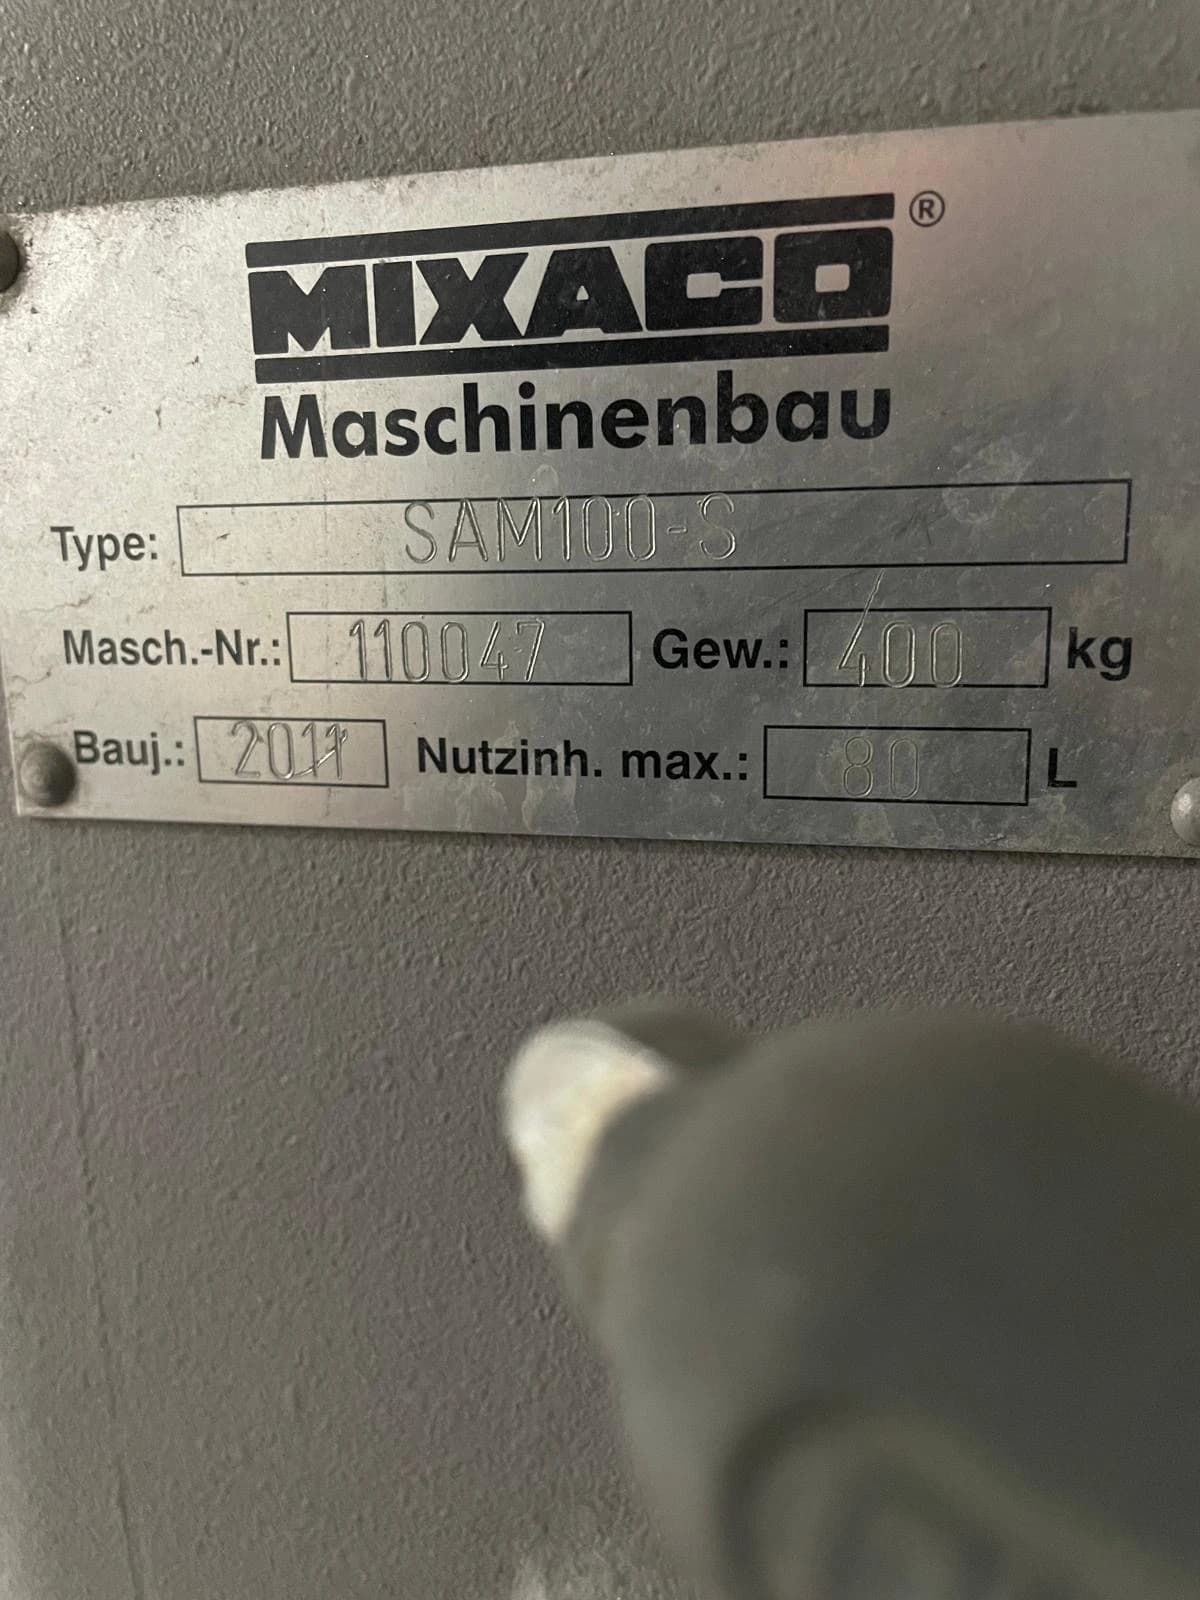 MIXACO®
Maschinenbau
Type: SAM100-S
Masch.-Nr.: 110047 Gew.: 400 kg
Bauj.: 2011 Nutzinh. max.: 80 L